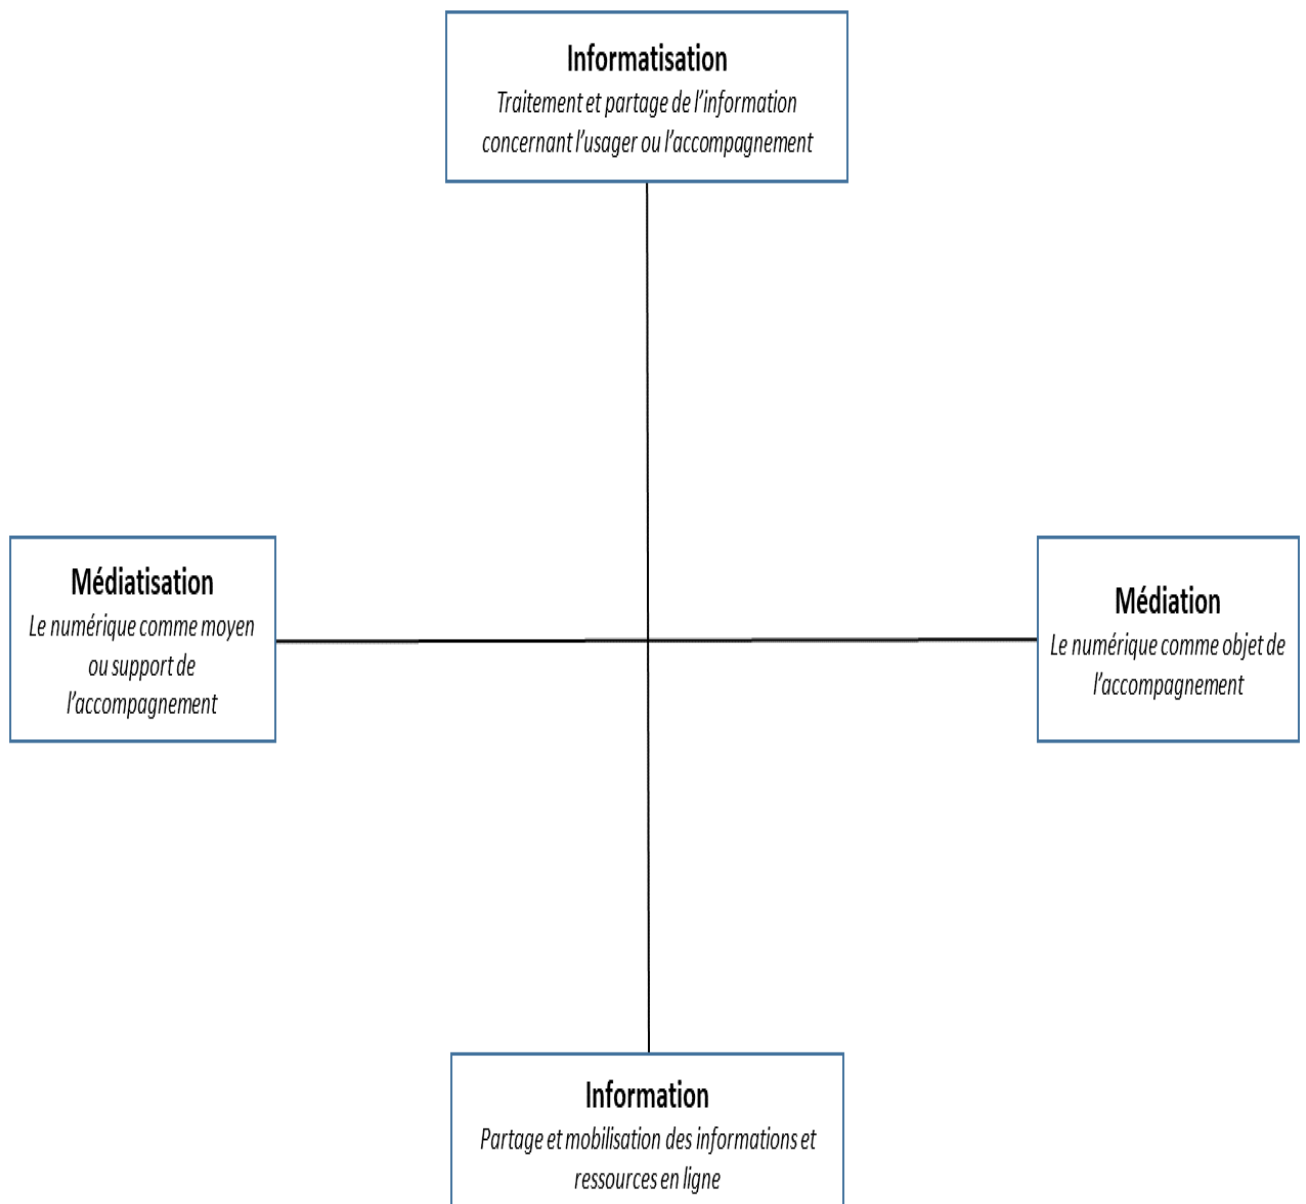 Informatisation
Traitement et partage de l'information
concernant l'usager ou l'accompagnement
Médiatisation
Le numérique comme moyen
ou support de
l'accompagnement
Médiation
Le numérique comme objet de
l'accompagnement
Information
Partage et mobilisation des informations et
ressources en ligne